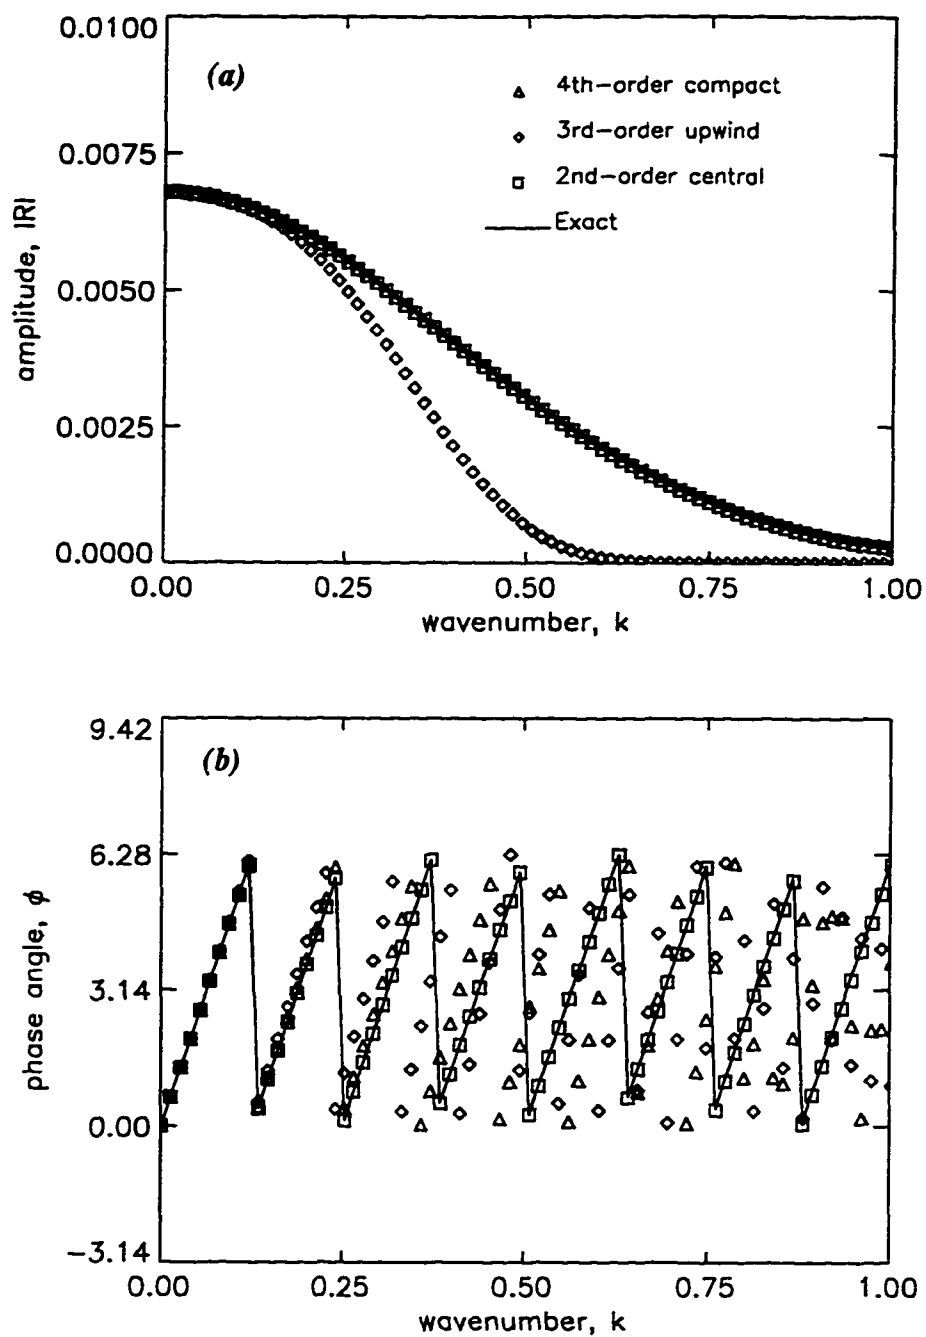 0.0100
(a)
4th-order compact
3rd-order upwind
0.0075
2nd-order central
Exact
amplitude, |R|
0.0050
0.0025
0.0000
0.00 0.25 0.50 0.75 1.00
wavenumber, k
9.42
(b)
6.28
phase angle, ϕ
3.14
0.00
−3.14
0.00 0.25 0.50 0.75 1.00
wavenumber, k